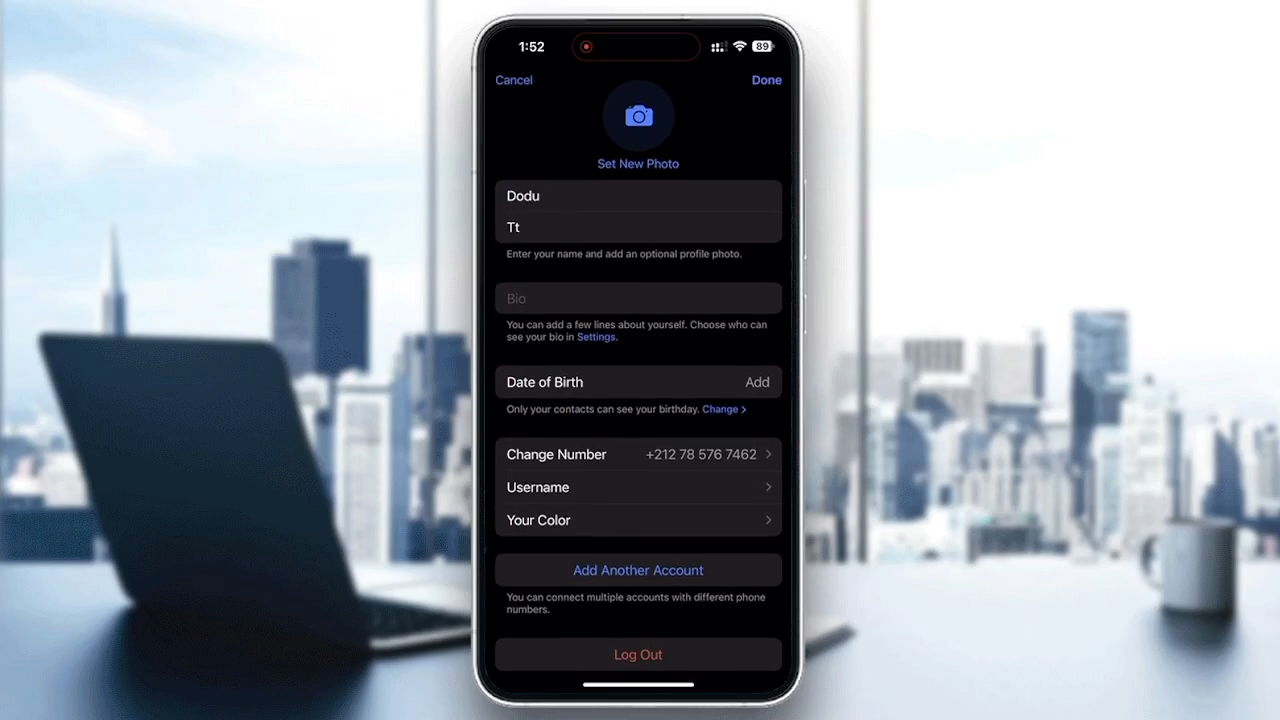 1:52
89
Cancel
Done
Set New Photo
Dodu
Tt
Enter your name and add an optional profile photo.
Bio
You can add a few lines about yourself. Choose who can
see your bio in Settings.
Date of Birth Add
Only your contacts can see your birthday. Change >
Change Number +212 78 576 7462 >
Username >
Your Color >
Add Another Account
You can connect multiple accounts with different phone
numbers.
Log Out